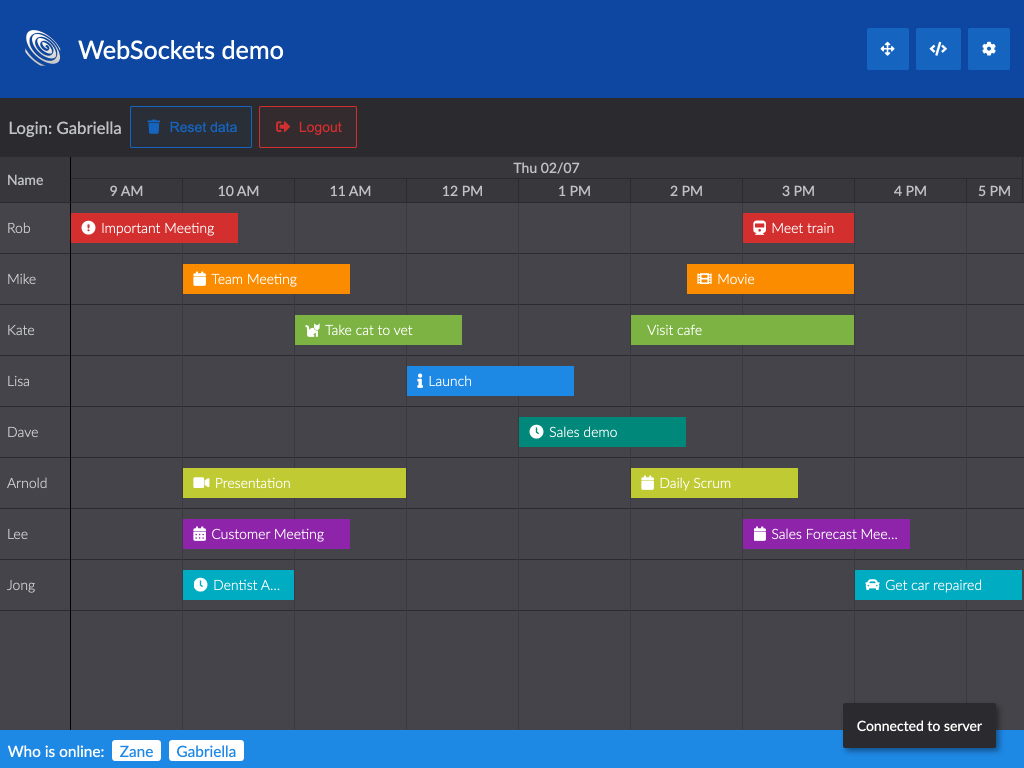 WebSockets demo
Login: Gabriella Reset data Logout
Name
Thu 02/07
9 AM 10 AM 11 AM 12 PM 1 PM 2 PM 3 PM 4 PM 5 PM
Rob Important Meeting Meet train
Mike Team Meeting Movie
Kate Take cat to vet Visit cafe
Lisa Launch
Dave Sales demo
Arnold Presentation Daily Scrum
Lee Customer Meeting Sales Forecast Mee...
Jong Dentist A... Get car repaired
Connected to server
Who is online: Zane Gabriella